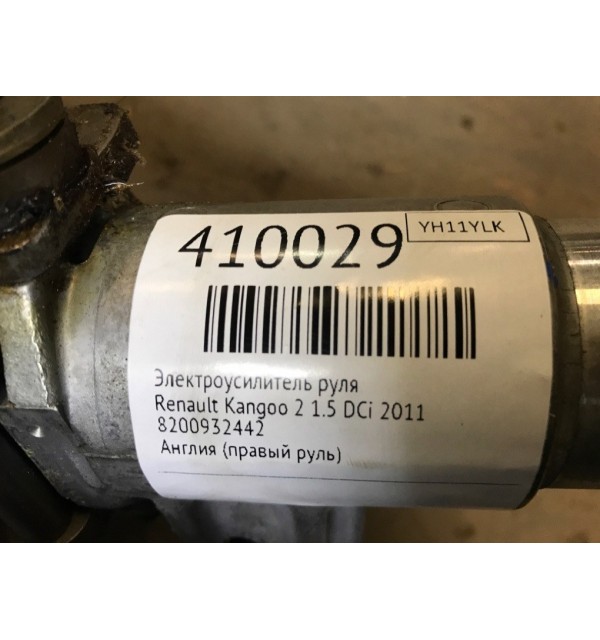 410029
YH11YLK
Электроусилитель руля
Renault Kangoo 2 1.5 DCi 2011
8200932442
Англия (правый руль)